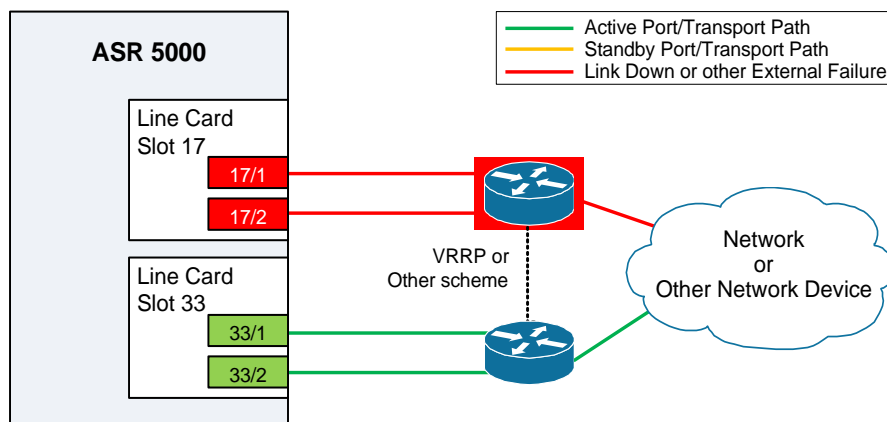 Active Port/Transport Path
Standby Port/Transport Path
Link Down or other External Failure
ASR 5000
Line Card
Slot 17
17/1
17/2
VRRP or
Other scheme
Network
or
Other Network Device
Line Card
Slot 33
33/1
33/2